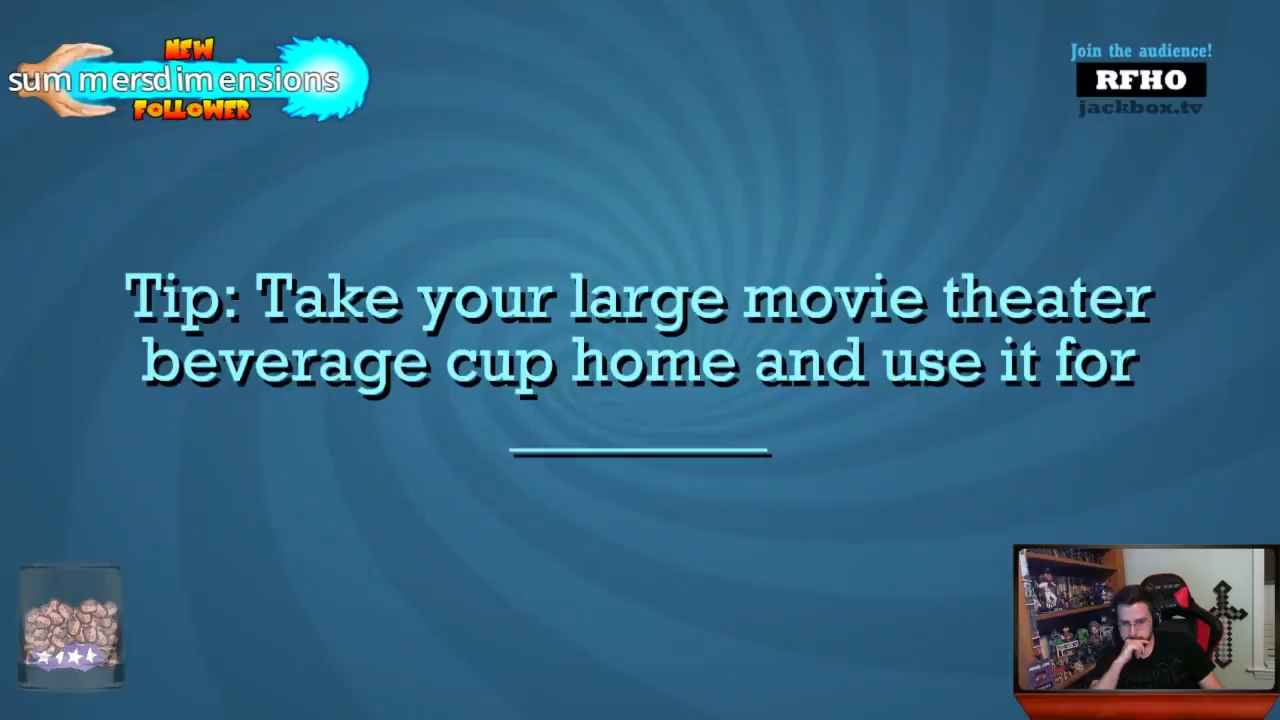 NEW
summersdimensions
FOLLOWER
Join the audience!
RFHO
jackbox.tv
Tip: Take your large movie theater
beverage cup home and use it for